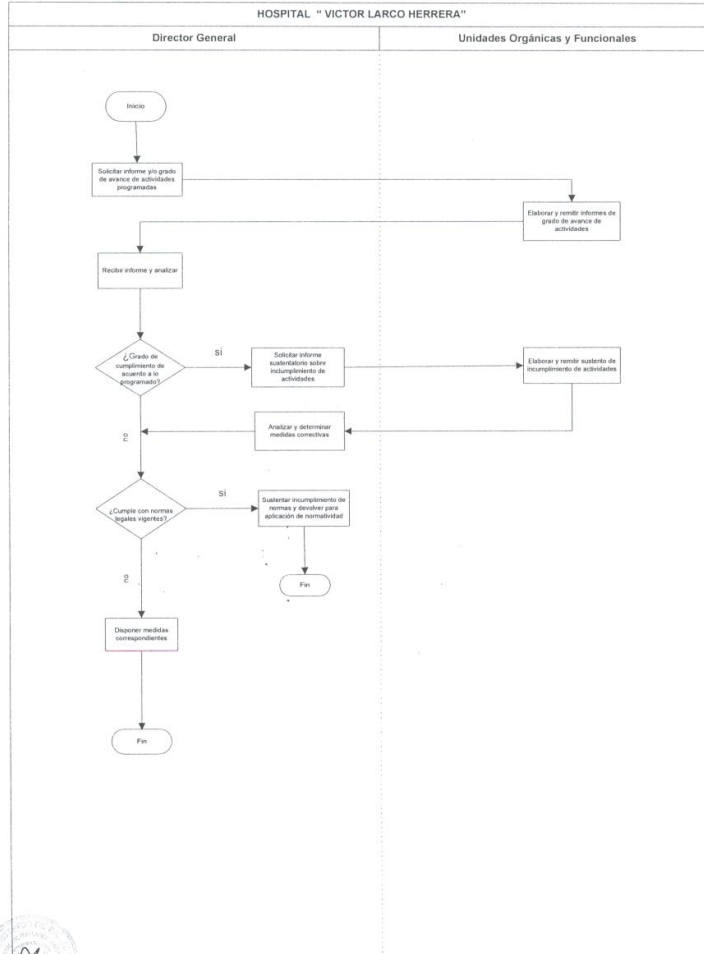 HOSPITAL " VICTOR LARCO HERRERA"
Director General
Unidades Orgánicas y Funcionales
Inicio
Solicitar informe y/o grado
de avance de actividades
programadas
Elaborar y remitir informes de
grado de avance de
actividades
Recibe informe y analizar
¿Grado de
cumplimiento de
acuerto a lo
programado?
SI
Solicitar informe
sustentatorio sobre
inclumplimiento de
actividades
Elaborar y remitir sustento de
incumplimiento de actividades
Analizar y determinar
medidas correctivas
no
¿Cumple con normas
legales vigentes?
SI
Sustentar incumplimiento de
normas y devolver para
aplicación de normatividad
Fin
no
Disponer medidas
correspondientes
Fin